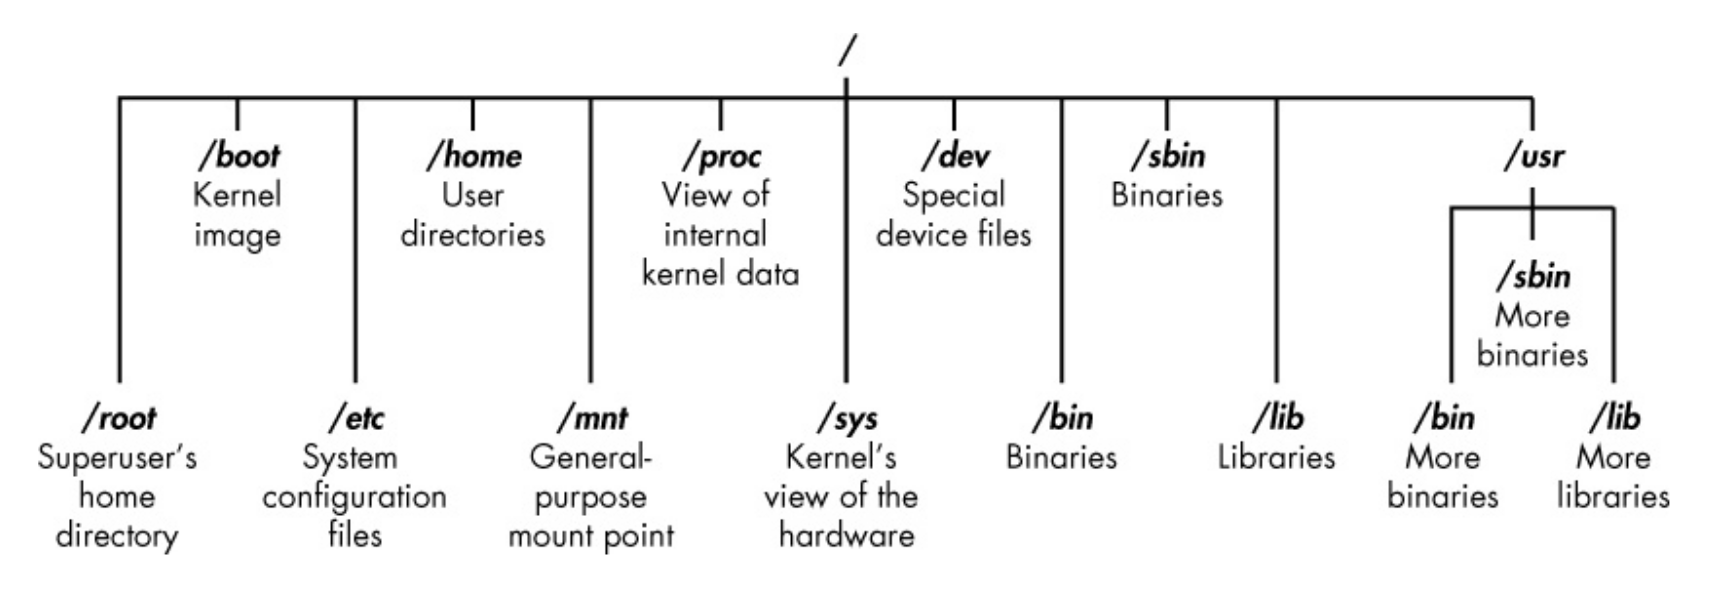 /
/boot
Kernel
image
/home
User
directories
/proc
View of
internal
kernel data
/dev
Special
device files
/sbin
Binaries
/usr
/sbin
More
binaries
/root
Superuser's
home
directory
/etc
System
configuration
files
/mnt
General-
purpose
mount point
/sys
Kernel's
view of the
hardware
/bin
Binaries
/lib
Libraries
/bin
More
binaries
/lib
More
libraries